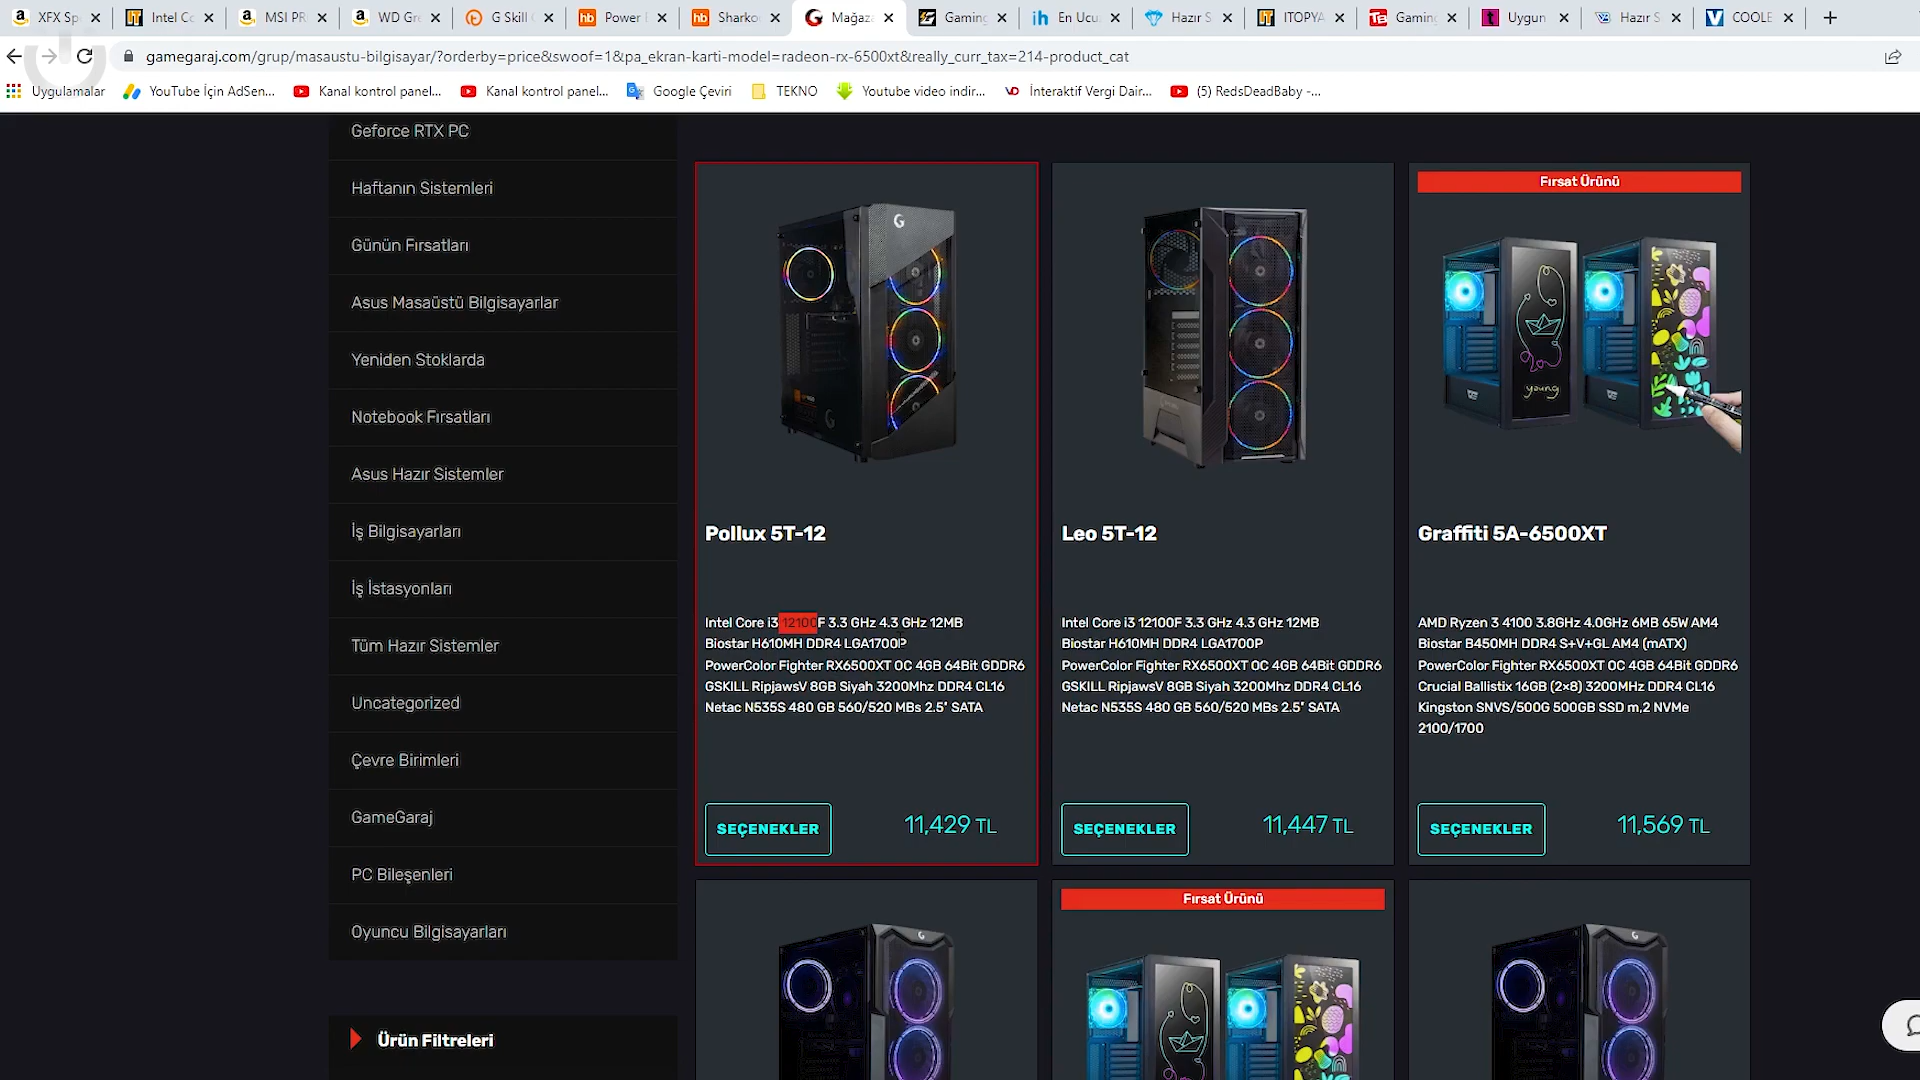 XFX Sp
Intel Co
MSI PR
WD Gre
G Skill
Power
Sharko
Mağaza
Gaming
En Ucu
Hazır S
ITOPYA
Gaming
Uygun
Hazır S
COOLE
gamegaraj.com/grup/masaustu-bilgisayar/?orderby=price&swoof=1&pa_ekran-karti-model=radeon-rx-6500xt&really_curr_tax=214-product_cat
Uygulamalar
YouTube İçin AdSen...
Kanal kontrol panel...
Kanal kontrol panel...
Google Çeviri
TEKNO
Youtube video indir...
İnteraktif Vergi Dair...
(5) RedsDeadBaby -...
Geforce RTX PC
Haftanın Sistemleri
Günün Fırsatları
Asus Masaüstü Bilgisayarlar
Yeniden Stoklarda
Notebook Fırsatları
Asus Hazır Sistemler
İş Bilgisayarları
İş İstasyonları
Tüm Hazır Sistemler
Uncategorized
Çevre Birimleri
GameGaraj
PC Bileşenleri
Oyuncu Bilgisayarları
Ürün Filtreleri
Pollux 5T-12
Intel Core i3 12100F 3.3 GHz 4.3 GHz 12MB
Biostar H610MH DDR4 LGA1700P
PowerColor Fighter RX6500XT OC 4GB 64Bit GDDR6
GSKILL RipjawsV 8GB Siyah 3200Mhz DDR4 CL16
Netac N535S 480 GB 560/520 MBs 2.5" SATA
SEÇENEKLER
11,429 TL
Leo 5T-12
Intel Core i3 12100F 3.3 GHz 4.3 GHz 12MB
Biostar H610MH DDR4 LGA1700P
PowerColor Fighter RX6500XT OC 4GB 64Bit GDDR6
GSKILL RipjawsV 8GB Siyah 3200Mhz DDR4 CL16
Netac N535S 480 GB 560/520 MBs 2.5" SATA
SEÇENEKLER
11,447 TL
Fırsat Ürünü
young
Graffiti 5A-6500XT
AMD Ryzen 3 4100 3.8GHz 4.0GHz 6MB 65W AM4
Biostar B450MH DDR4 S+V+GL AM4 (mATX)
PowerColor Fighter RX6500XT OC 4GB 64Bit GDDR6
Crucial Ballistix 16GB (2×8) 3200MHz DDR4 CL16
Kingston SNVS/500G 500GB SSD m,2 NVMe
2100/1700
SEÇENEKLER
11,569 TL
Fırsat Ürünü